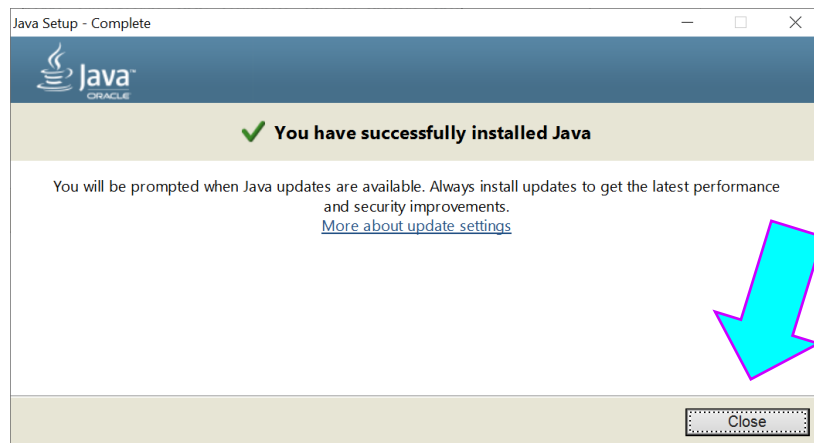 Java Setup - Complete
Java™
ORACLE
You have successfully installed Java
You will be prompted when Java updates are available. Always install updates to get the latest performance
and security improvements.
More about update settings
Close